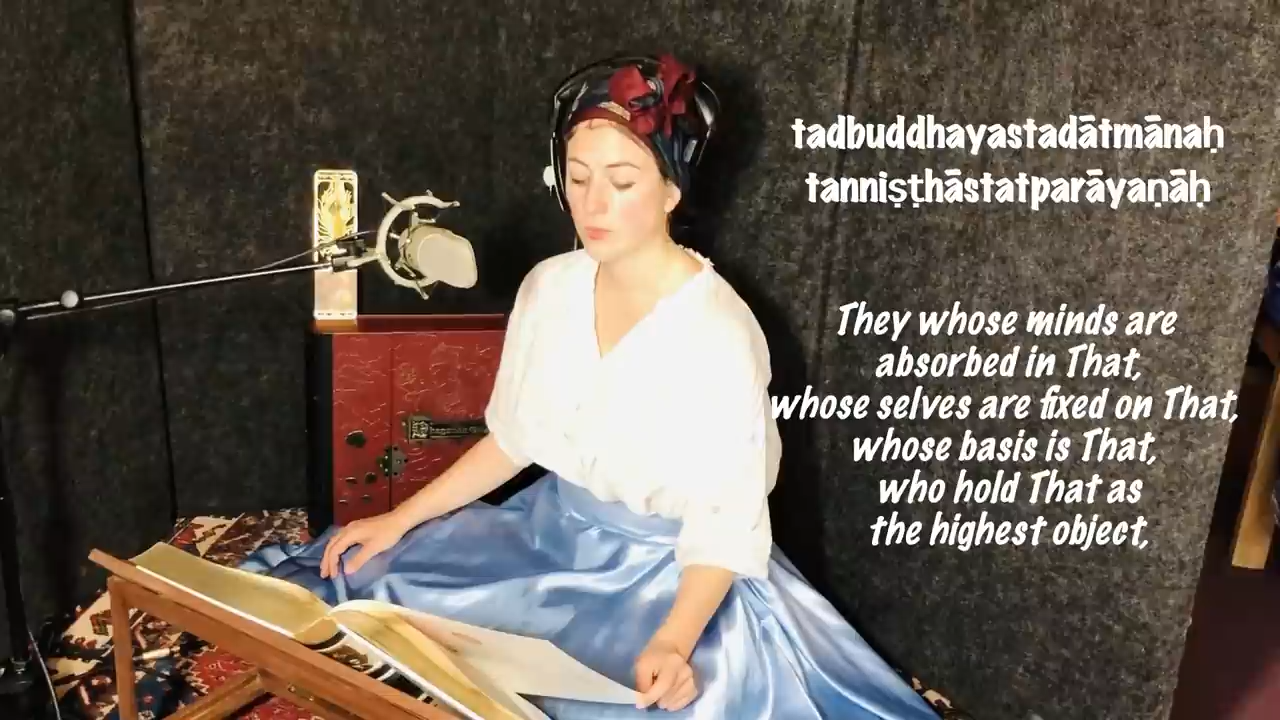 tadbuddhayastadātmānaḥ
tanniṣṭhāstatparāyaṇāḥ
They whose minds are
absorbed in That,
whose selves are fixed on That,
whose basis is That,
who hold That as
the highest object,